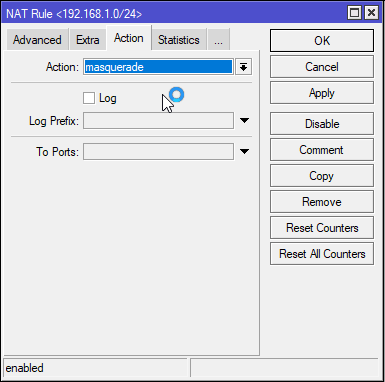 NAT Rule <192.168.1.0/24>
Advanced Extra Action Statistics ...
Action: masquerade
Log
Log Prefix:
To Ports:
OK
Cancel
Apply
Disable
Comment
Copy
Remove
Reset Counters
Reset All Counters
enabled